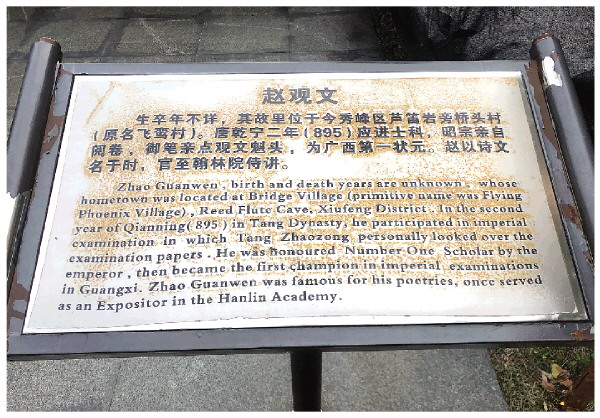 赵观文
生卒年不详，其故里位于今秀峰区芦笛岩旁桥头村
（原名飞鸾村）。唐乾宁二年（895）应进士科，昭宗亲自
阅卷，御笔亲点观文魁头，为广西第一状元。赵以诗文
名于时，官至翰林院侍讲。
Zhao Guanwen, birth and death years are unknown, whose
hometown was located at Bridge Village (primitive name was Flying
Phoenix Village), Reed Flute Cave, Xiufeng District. In the second
year of Qianning(895) in Tang Dynasty, he participated in imperial
examination in which Tang Zhaozong personally looked over the
examination papers. He was honoured Number One Scholar by the
emperor, then became the first champion in imperial examinations
in Guangxi. Zhao Guanwen was famous for his poetries, once served
as an Expositor in the Hanlin Academy.